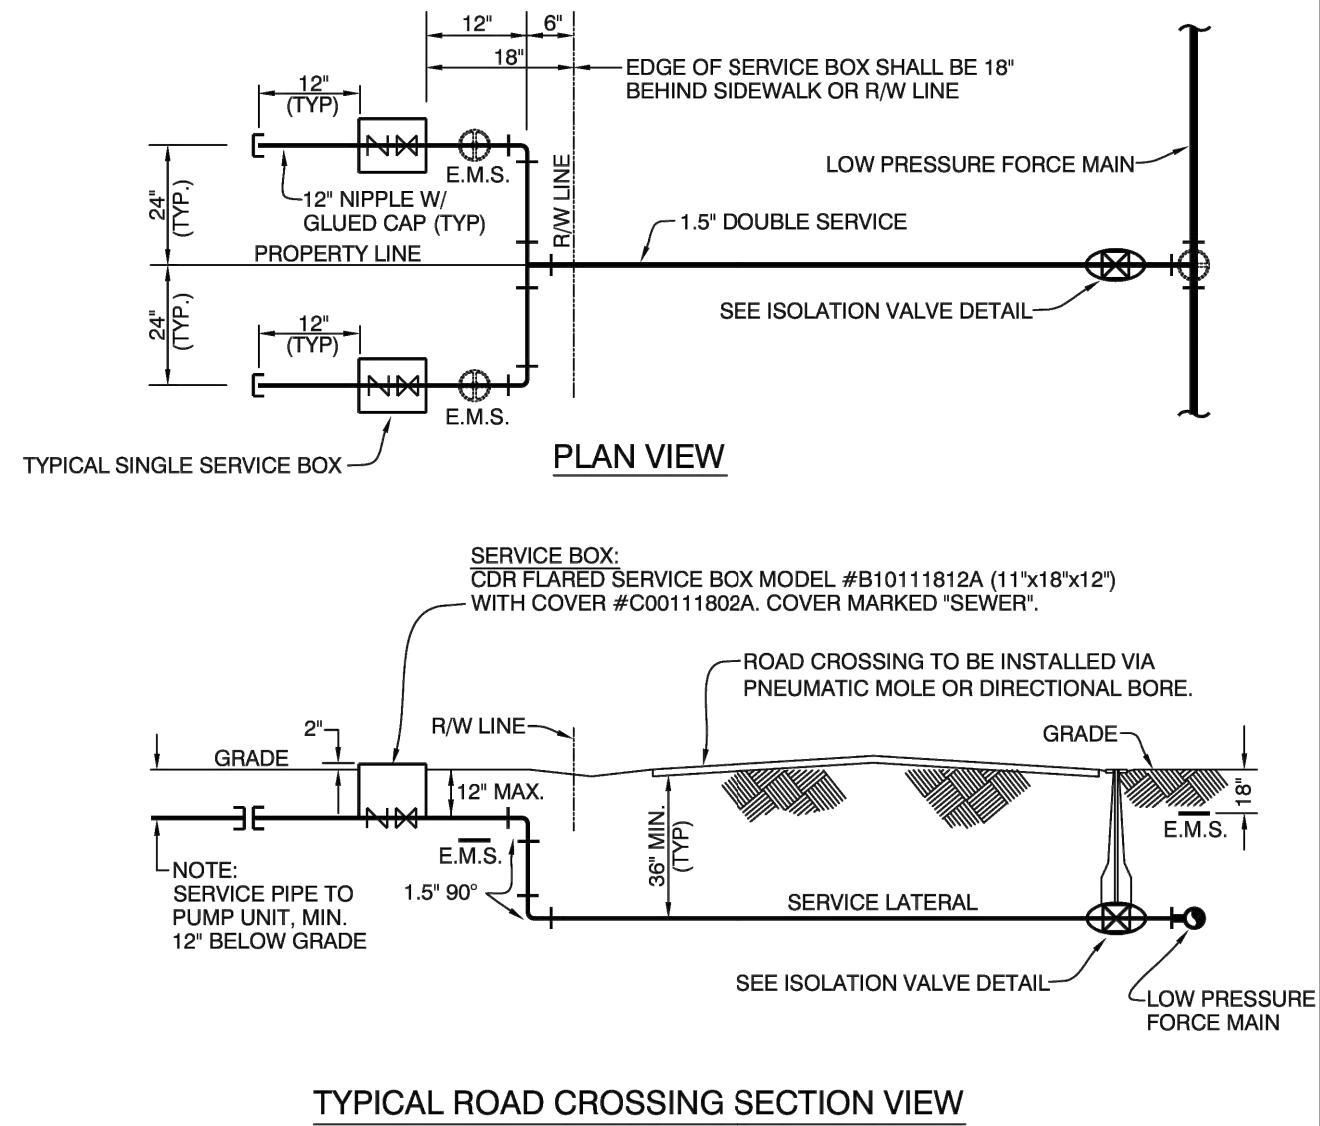 12" 6"
18"
EDGE OF SERVICE BOX SHALL BE 18"
BEHIND SIDEWALK OR R/W LINE
12"
(TYP)
E.M.S.
R/W LINE
LOW PRESSURE FORCE MAIN
24"
(TYP.)
12" NIPPLE W/
GLUED CAP (TYP)
1.5" DOUBLE SERVICE
PROPERTY LINE
SEE ISOLATION VALVE DETAIL
24"
(TYP.)
12"
(TYP)
E.M.S.
TYPICAL SINGLE SERVICE BOX
PLAN VIEW
SERVICE BOX:
CDR FLARED SERVICE BOX MODEL #B10111812A (11"x18"x12")
WITH COVER #C00111802A. COVER MARKED "SEWER".
ROAD CROSSING TO BE INSTALLED VIA
PNEUMATIC MOLE OR DIRECTIONAL BORE.
2"
R/W LINE
GRADE
GRADE
12" MAX.
18"
E.M.S.
36" MIN.
(TYP)
E.M.S.
NOTE:
SERVICE PIPE TO
PUMP UNIT, MIN.
12" BELOW GRADE
1.5" 90°
SERVICE LATERAL
SEE ISOLATION VALVE DETAIL
LOW PRESSURE
FORCE MAIN
TYPICAL ROAD CROSSING SECTION VIEW